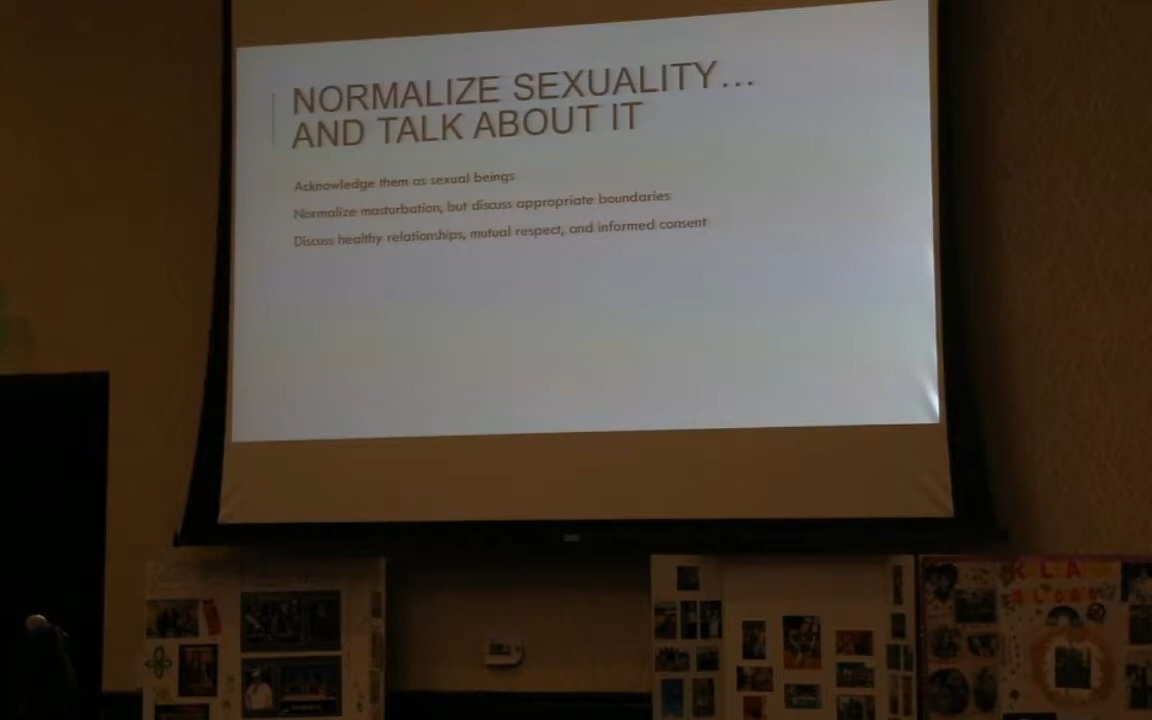 NORMALIZE SEXUALITY...
AND TALK ABOUT IT
Acknowledge them as sexual beings
Normalize masturbation, but discuss appropriate boundaries
Discuss healthy relationships, mutual respect, and informed consent